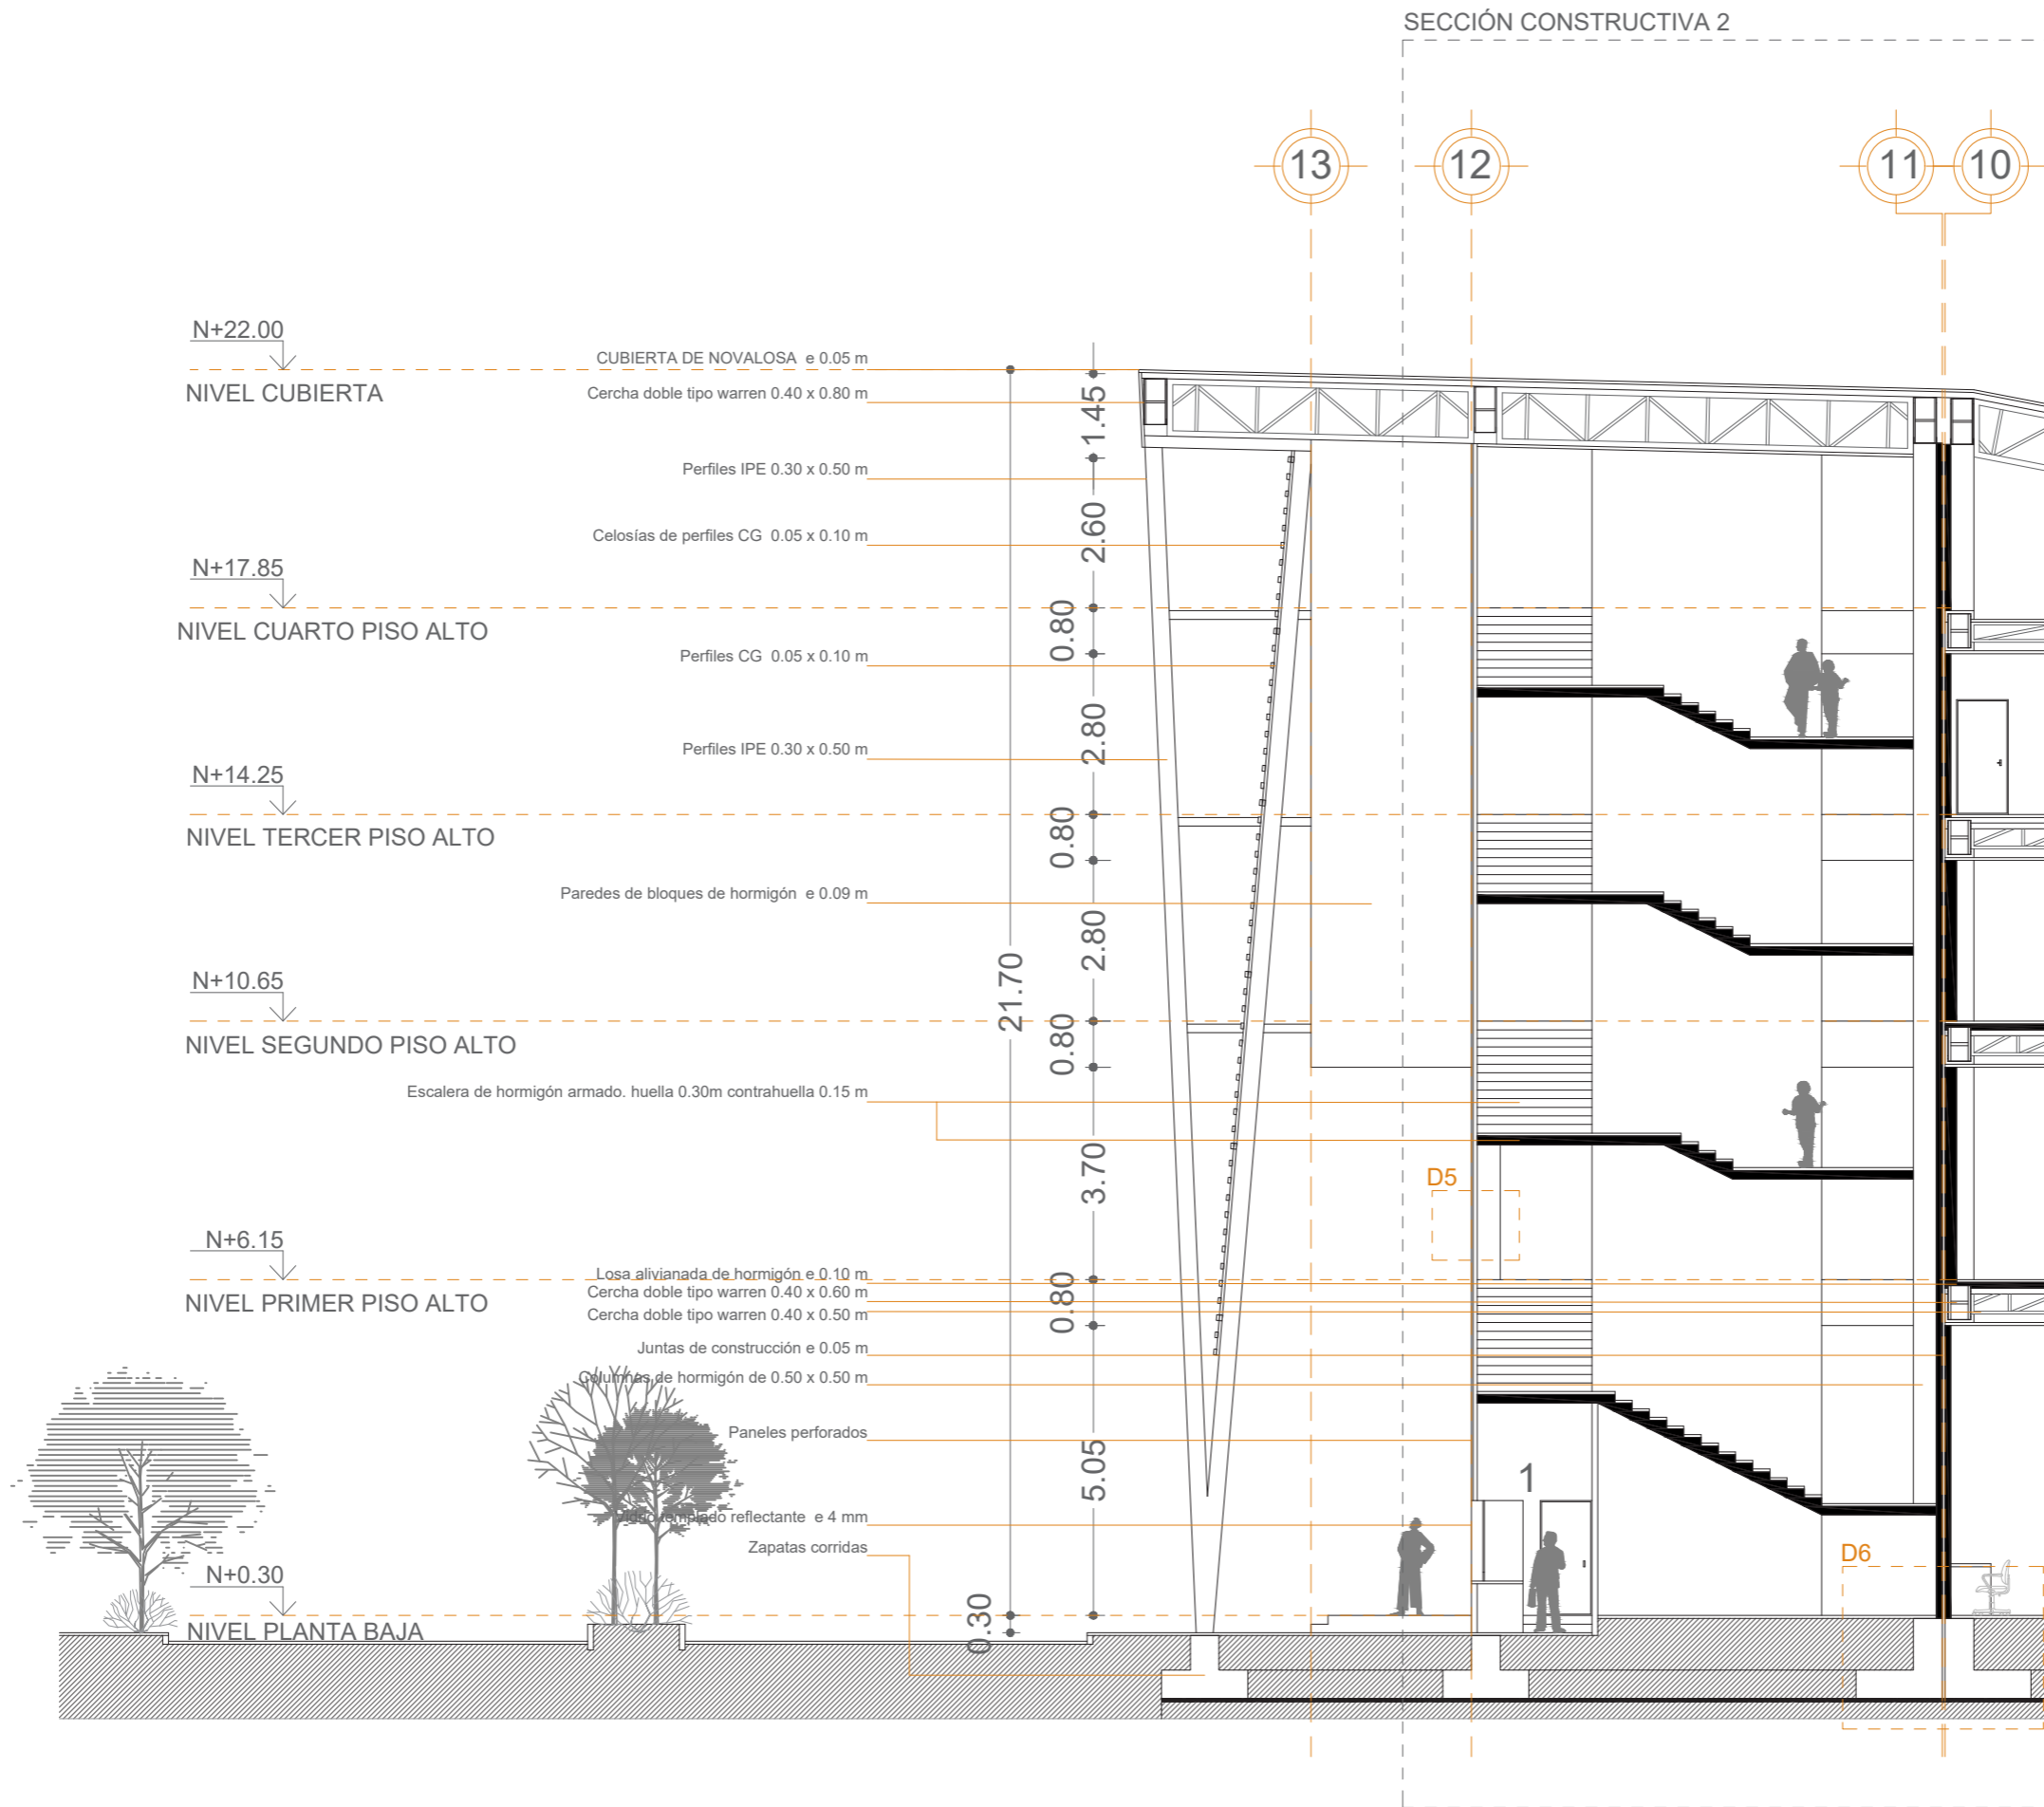 SECCIÓN CONSTRUCTIVA 2
13
12
11
10
N+22.00
NIVEL CUBIERTA
CUBIERTA DE NOVALOSA e 0.05 m
Cercha doble tipo warren 0.40 x 0.80 m
1.45
Perfiles IPE 0.30 x 0.50 m
Celosías de perfiles CG 0.05 x 0.10 m
2.60
N+17.85
NIVEL CUARTO PISO ALTO
0.80
Perfiles CG 0.05 x 0.10 m
2.80
Perfiles IPE 0.30 x 0.50 m
N+14.25
NIVEL TERCER PISO ALTO
0.80
Paredes de bloques de hormigón e 0.09 m
2.80
21.70
N+10.65
NIVEL SEGUNDO PISO ALTO
0.80
Escalera de hormigón armado. huella 0.30m contrahuella 0.15 m
3.70
D5
N+6.15
NIVEL PRIMER PISO ALTO
Losa alivianada de hormigón e 0.10 m
Cercha doble tipo warren 0.40 x 0.60 m
Cercha doble tipo warren 0.40 x 0.50 m
0.80
Juntas de construcción e 0.05 m
Columnas de hormigón de 0.50 x 0.50 m
Paneles perforados
5.05
1
Vidrio templado reflectante e 4 mm
Zapatas corridas
D6
N+0.30
NIVEL PLANTA BAJA
0.30